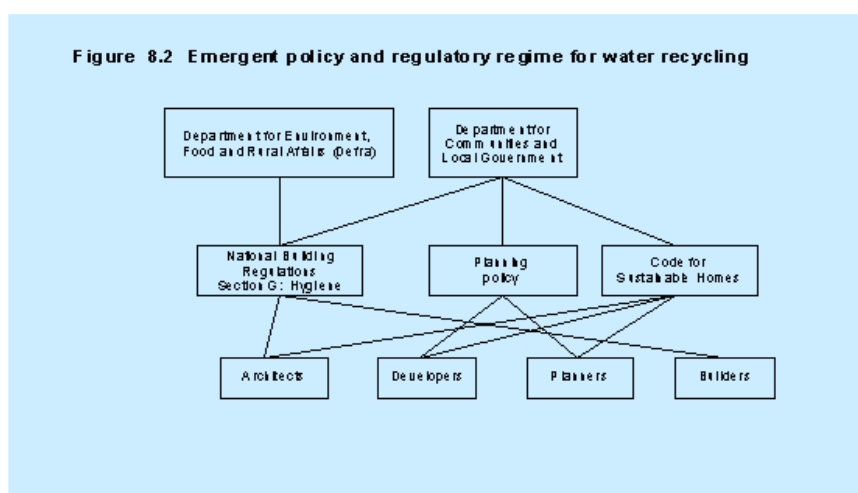 Figure 8.2 Emergent policy and regulatory regime for water recycling
Department for Environment,
Food and Rural Affairs (Defra)
Department for
Communities and
Local Government
National Building
Regulations
Section G: Hygiene
Planning
policy
Code for
Sustainable Homes
Architects
Developers
Planners
Builders